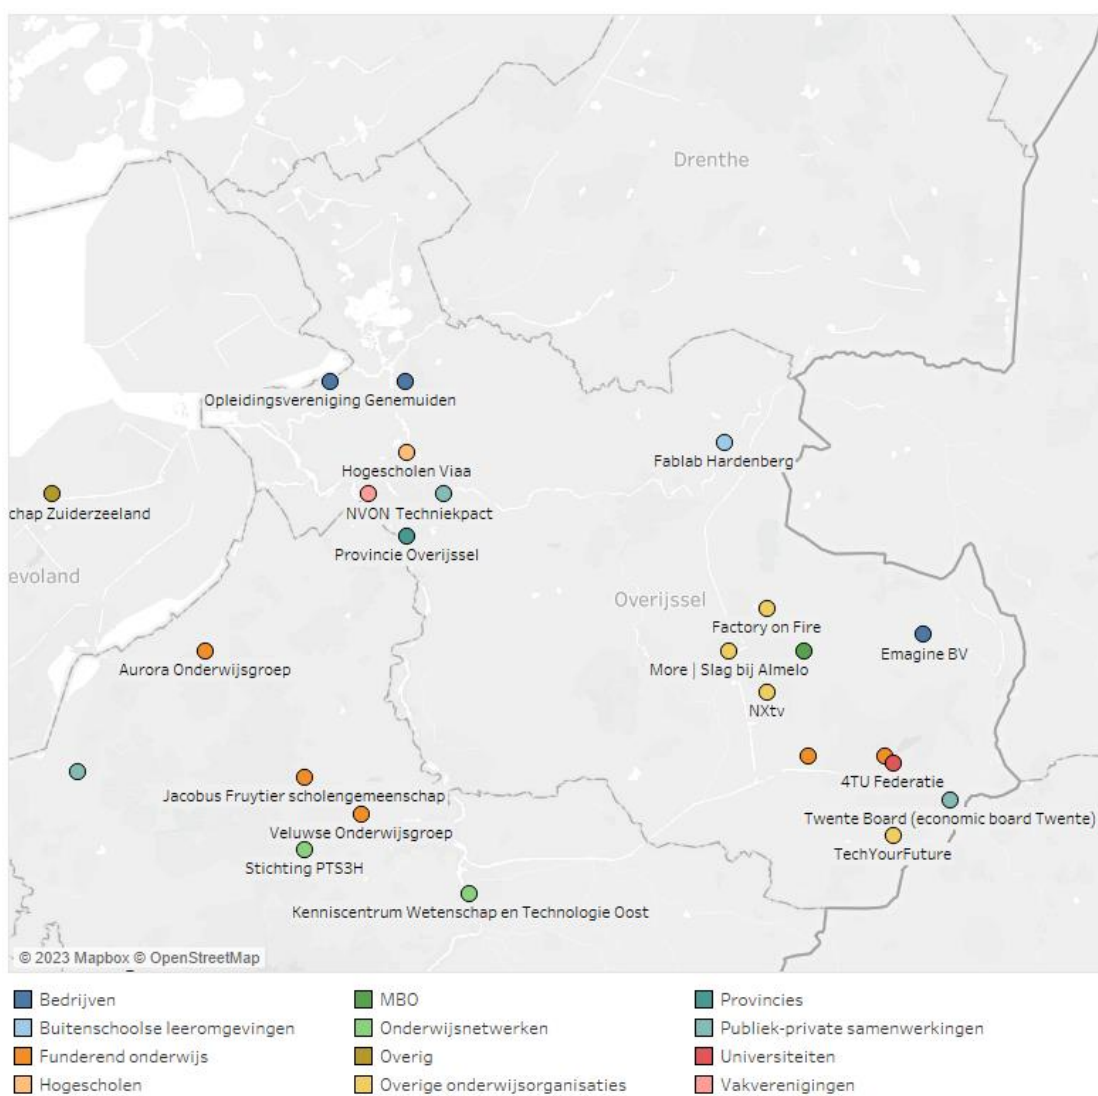 Drenthe
Opleidingsvereniging Genemuiden
Fablab Hardenberg
Hogescholen Viaa
chap Zuiderzeeland
NVON Techniekpact
Provincie Overijssel
evoland
Overijssel
Factory on Fire
Emagine BV
Aurora Onderwijsgroep
More | Slag bij Almelo
NXtv
4TU Federatie
Jacobus Fruytier scholengemeenschap
Twente Board (economic board Twente)
Veluwse Onderwijsgroep
TechYourFuture
Stichting PTS3H
Kenniscentrum Wetenschap en Technologie Oost
© 2023 Mapbox © OpenStreetMap
Bedrijven
Buitenschoolse leeromgevingen
Funderend onderwijs
Hogescholen
MBO
Onderwijsnetwerken
Overig
Overige onderwijsorganisaties
Provincies
Publiek-private samenwerkingen
Universiteiten
Vakverenigingen